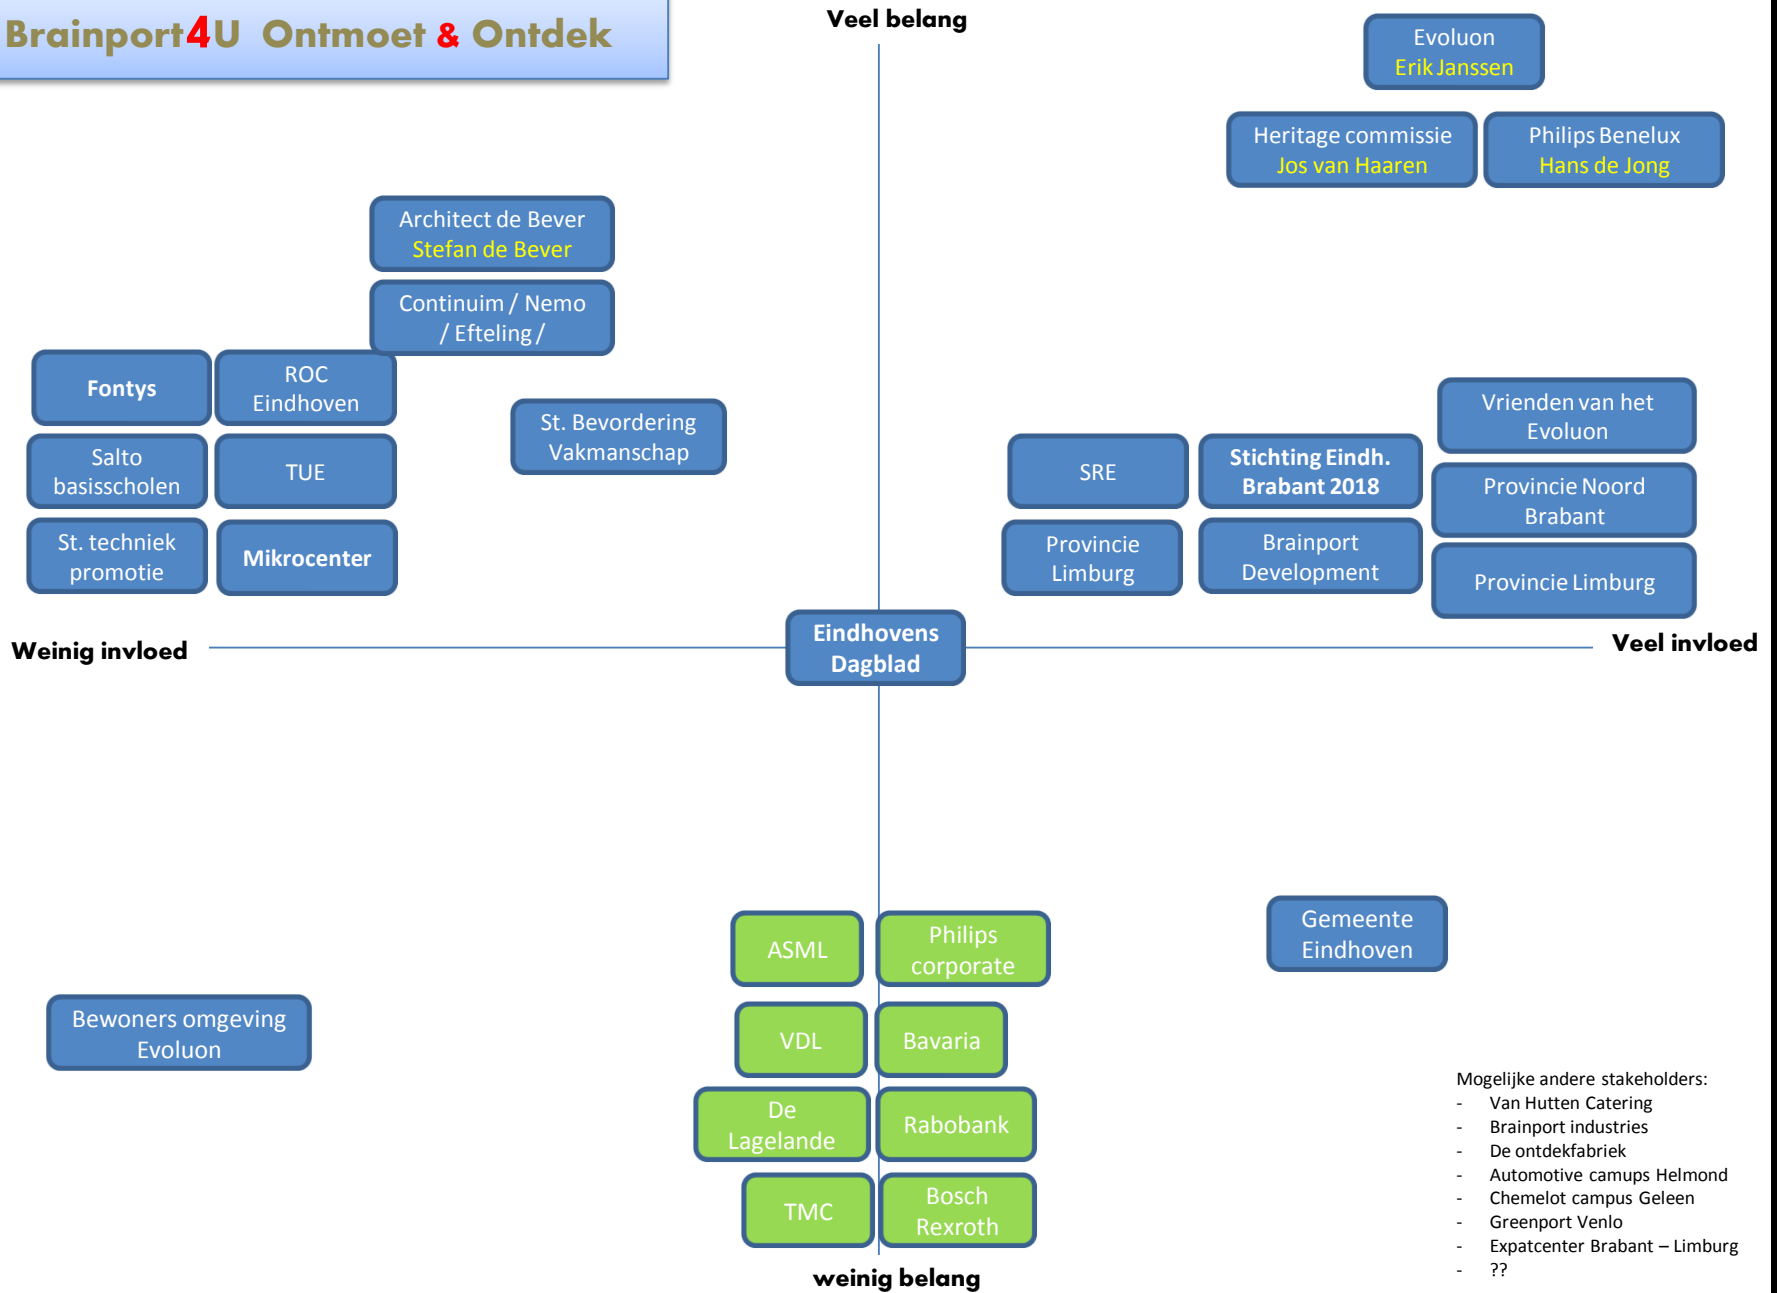 Brainport4U Ontmoet & Ontdek
Veel belang
Evoluon
Erik Janssen
Heritage commissie
Jos van Haaren
Philips Benelux
Hans de Jong
Architect de Bever
Stefan de Bever
Continuim / Nemo
/ Efteling /
Fontys
ROC
Eindhoven
Salto
basisscholen
TUE
St. techniek
promotie
Mikrocenter
St. Bevordering
Vakmanschap
SRE
Stichting Eindh.
Brabant 2018
Vrienden van het
Evoluon
Provincie Noord
Brabant
Provincie
Limburg
Brainport
Development
Provincie Limburg
Weinig invloed
Eindhovens
Dagblad
Veel invloed
ASML
Philips
corporate
Gemeente
Eindhoven
Bewoners omgeving
Evoluon
VDL
Bavaria
De
Lagelande
Rabobank
TMC
Bosch
Rexroth
weinig belang
Mogelijke andere stakeholders:
- Van Hutten Catering
- Brainport industries
- De ontdekfabriek
- Automotive camups Helmond
- Chemelot campus Geleen
- Greenport Venlo
- Expatcenter Brabant – Limburg
- ??